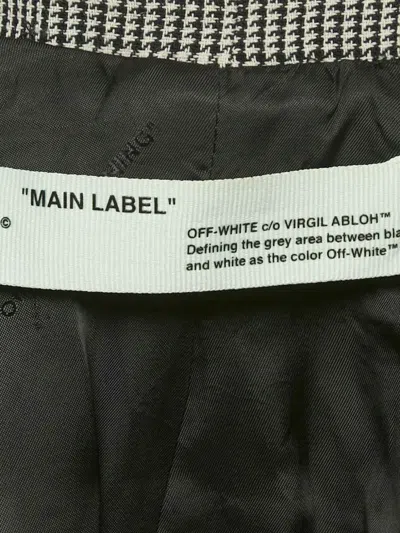 "MAIN LABEL"
©
OFF-WHITE c/o VIRGIL ABLOH™
Defining the grey area between bla
and white as the color Off-White™